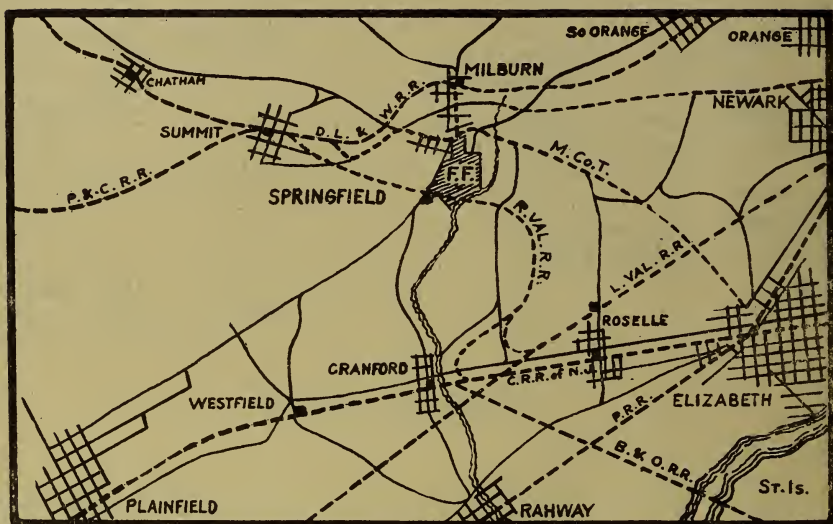 So ORANGE
ORANGE
CHATHAM
MILBURN
NEWARK
SUMMIT
D. L. & W. R. R.
F. F.
M. Co. T.
P. & C. R. R.
SPRINGFIELD
R. VAL. R. R.
L. VAL. R. R.
ROSELLE
CRANFORD
C. R. R. of N. J.
WESTFIELD
ELIZABETH
P. R. R.
B. & O. R. R.
ST. Is.
PLAINFIELD
RAHWAY